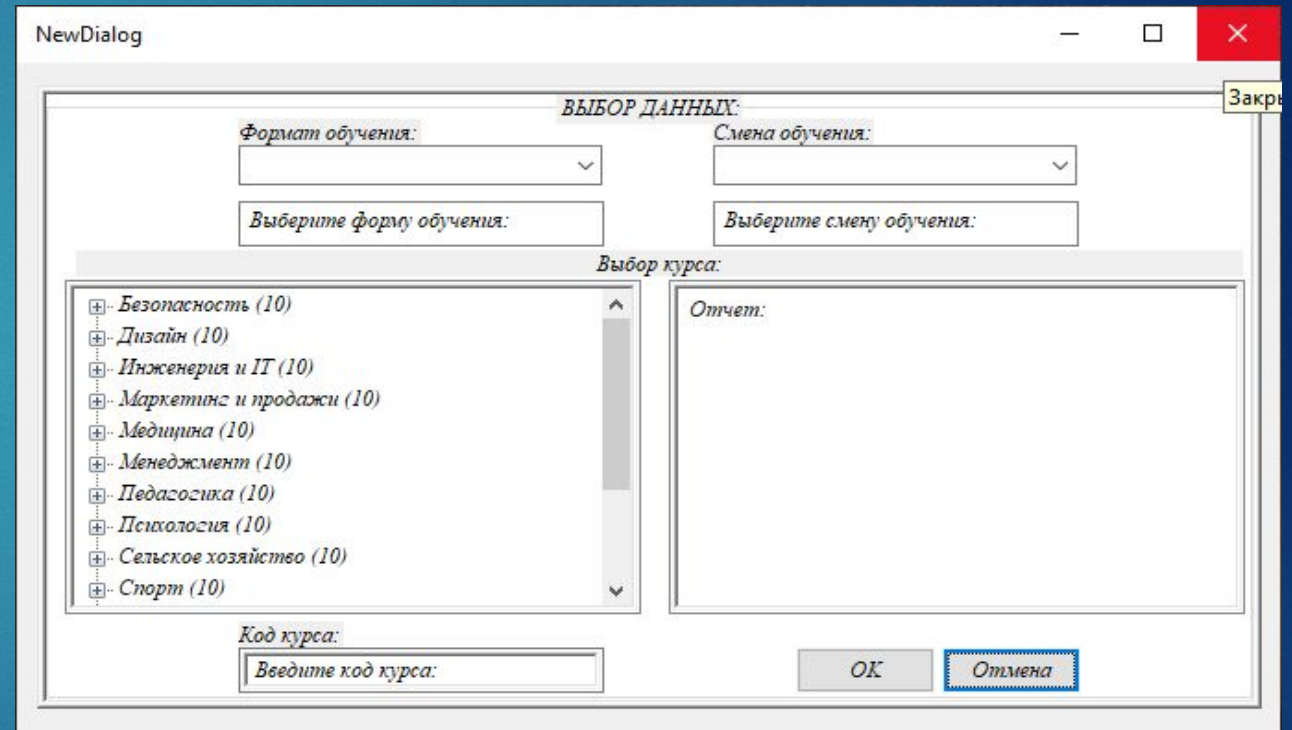 NewDialog
Закры
ВЫБОР ДАННЫХ:
Формат обучения:
Смена обучения:
Выберите форму обучения:
Выберите смену обучения:
Выбор курса:
Безопасность (10)
Дизайн (10)
Инженерия и IT (10)
Маркетинг и продажи (10)
Медицина (10)
Менеджмент (10)
Педагогика (10)
Психология (10)
Сельское хозяйство (10)
Спорт (10)
Отчет:
Код курса:
Введите код курса:
OK
Отмена